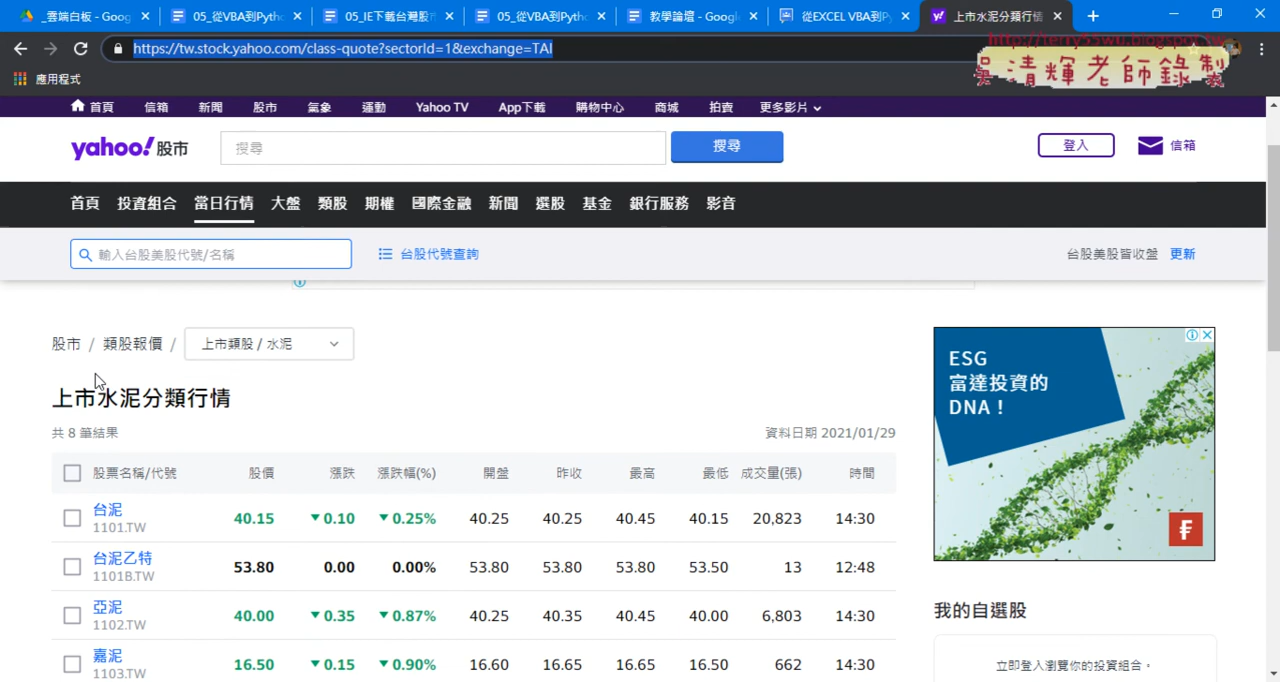 _雲端白板 - Goog
05_從VBA到Pyth
05_IE下載台灣股市
05_從VBA到Pyth
教學論壇 - Googl
從EXCEL VBA到P
上市水泥分類行情
https://tw.stock.yahoo.com/class-quote?sectorId=1&exchange=TAI
http://terry55wu.blogspot.tw
吳清輝老師錄製
應用程式
首頁 信箱 新聞 股市 氣象 運動 Yahoo TV App下載 購物中心 商城 拍賣 更多影片
yahoo!股市 搜尋 搜尋 登入 信箱
首頁 投資組合 當日行情 大盤 類股 期權 國際金融 新聞 選股 基金 銀行服務 影音
輸入台股美股代號/名稱 台股代號查詢 台股美股皆收盤 更新
股市 / 類股報價 / 上市類股 / 水泥
上市水泥分類行情
共 8 筆結果 資料日期 2021/01/29
股票名稱/代號 股價 漲跌 漲跌幅(%) 開盤 昨收 最高 最低 成交量(張) 時間
台泥 40.15 ▼0.10 ▼0.25% 40.25 40.25 40.45 40.15 20,823 14:30
1101.TW
台泥乙特 53.80 0.00 0.00% 53.80 53.80 53.80 53.50 13 12:48
1101B.TW
亞泥 40.00 ▼0.35 ▼0.87% 40.25 40.35 40.45 40.00 6,803 14:30
1102.TW
嘉泥 16.50 ▼0.15 ▼0.90% 16.60 16.65 16.65 16.50 662 14:30
1103.TW
ESG
富達投資的
DNA！
我的自選股
立即登入瀏覽你的投資組合。